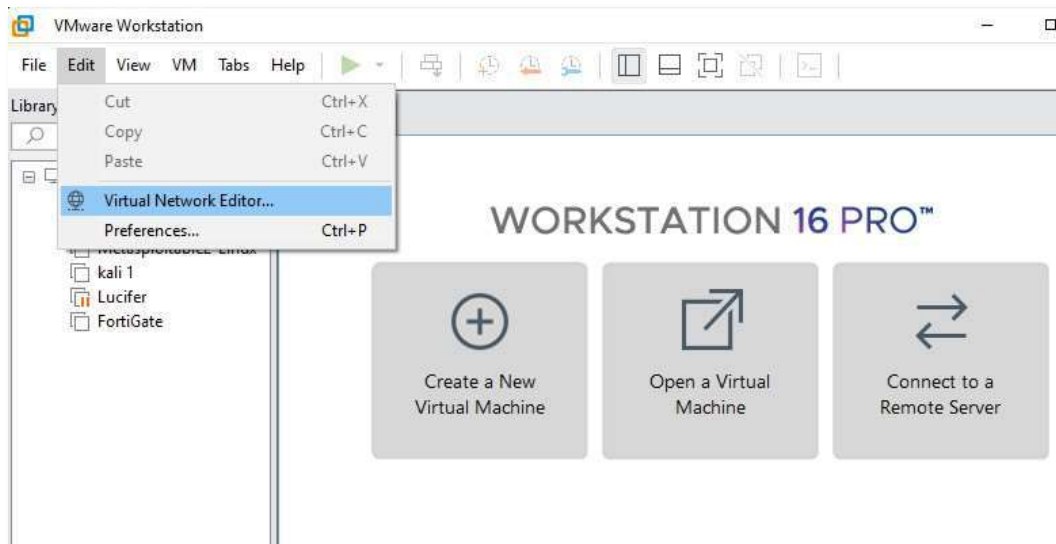 VMware Workstation
File Edit View VM Tabs Help
Library
Cut Ctrl+X
Copy Ctrl+C
Paste Ctrl+V
Virtual Network Editor...
Preferences... Ctrl+P
WORKSTATION 16 PRO™
kali 1
Lucifer
FortiGate
Create a New
Virtual Machine
Open a Virtual
Machine
Connect to a
Remote Server